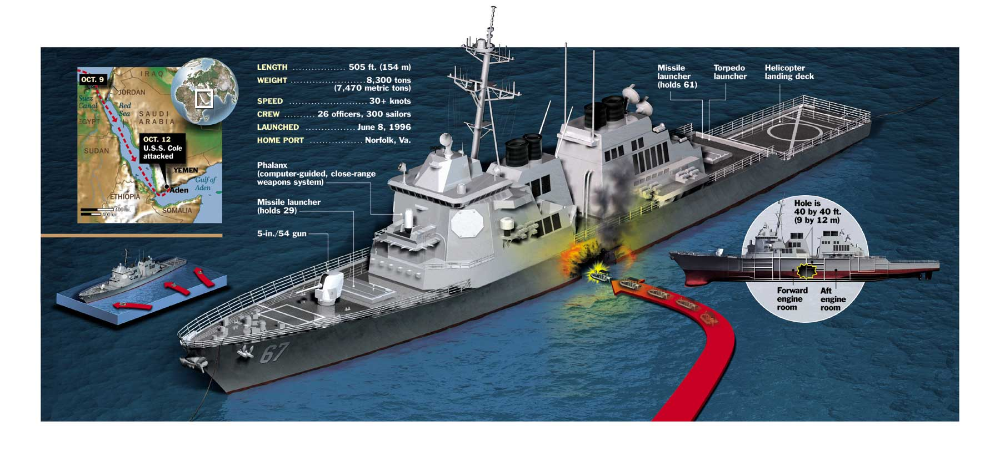 OCT. 9
IRAQ
JORDAN
Suez
Canal
Red
Sea
EGYPT
SAUDI
ARABIA
OCT. 12
U.S.S. Cole
attacked
SUDAN
YEMEN
Gulf of
Aden
Aden
ETHIOPIA
SOMALIA
400 mi.
400 km
LENGTH ................ 505 ft. (154 m)
WEIGHT ...................... 8,300 tons
(7,470 metric tons)
SPEED ....................... 30+ knots
CREW ......... 26 officers, 300 sailors
LAUNCHED ............... June 8, 1996
HOME PORT ................ Norfolk, Va.
Phalanx
(computer-guided, close-range
weapons system)
Missile launcher
(holds 29)
5-in./54 gun
67
Missile
launcher
(holds 61)
Torpedo
launcher
Helicopter
landing deck
Hole is
40 by 40 ft.
(9 by 12 m)
Forward
engine
room
Aft
engine
room